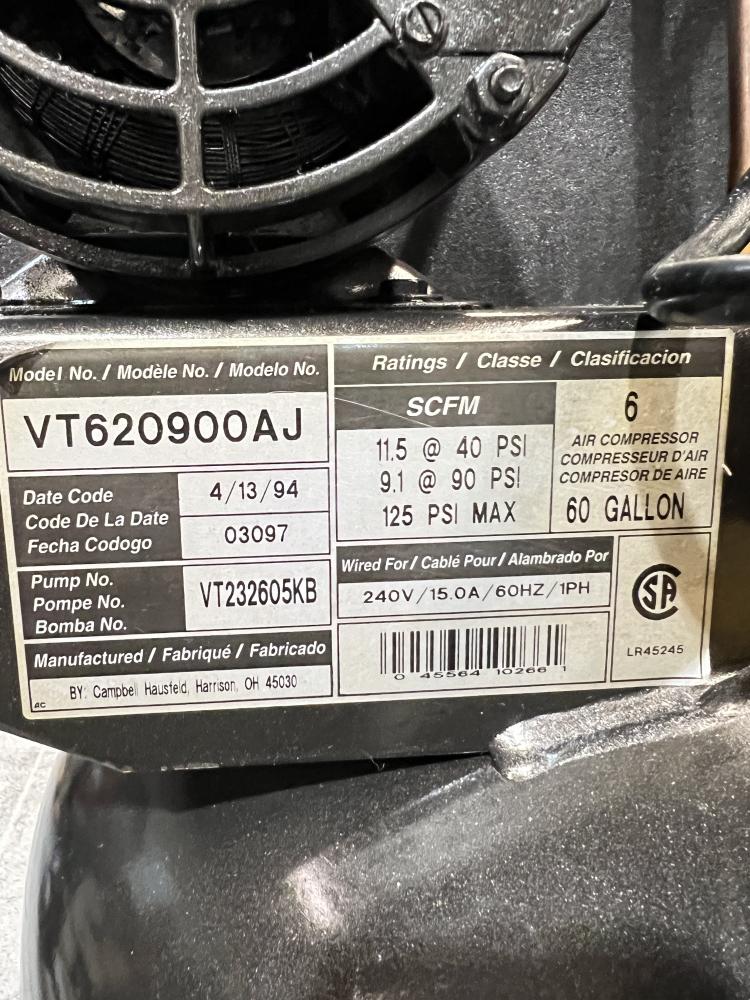 Model No. / Modèle No. / Modelo No.
VT620900AJ
Date Code
Code De La Date
Fecha Codogo
4/13/94
03097
Pump No.
Pompe No.
Bomba No.
VT232605KB
Manufactured / Fabriqué / Fabricado
BY: Campbell Hausfeld, Harrison, OH 45030
AC
Ratings / Classe / Clasificacion
SCFM
11.5 @ 40 PSI
9.1 @ 90 PSI
125 PSI MAX
6
AIR COMPRESSOR
COMPRESSEUR D'AIR
COMPRESOR DE AIRE
60 GALLON
Wired For / Cablé Pour / Alambrado Por
240V/15.0A/60HZ/1PH
0 45564 10266 1
SA
LR45245